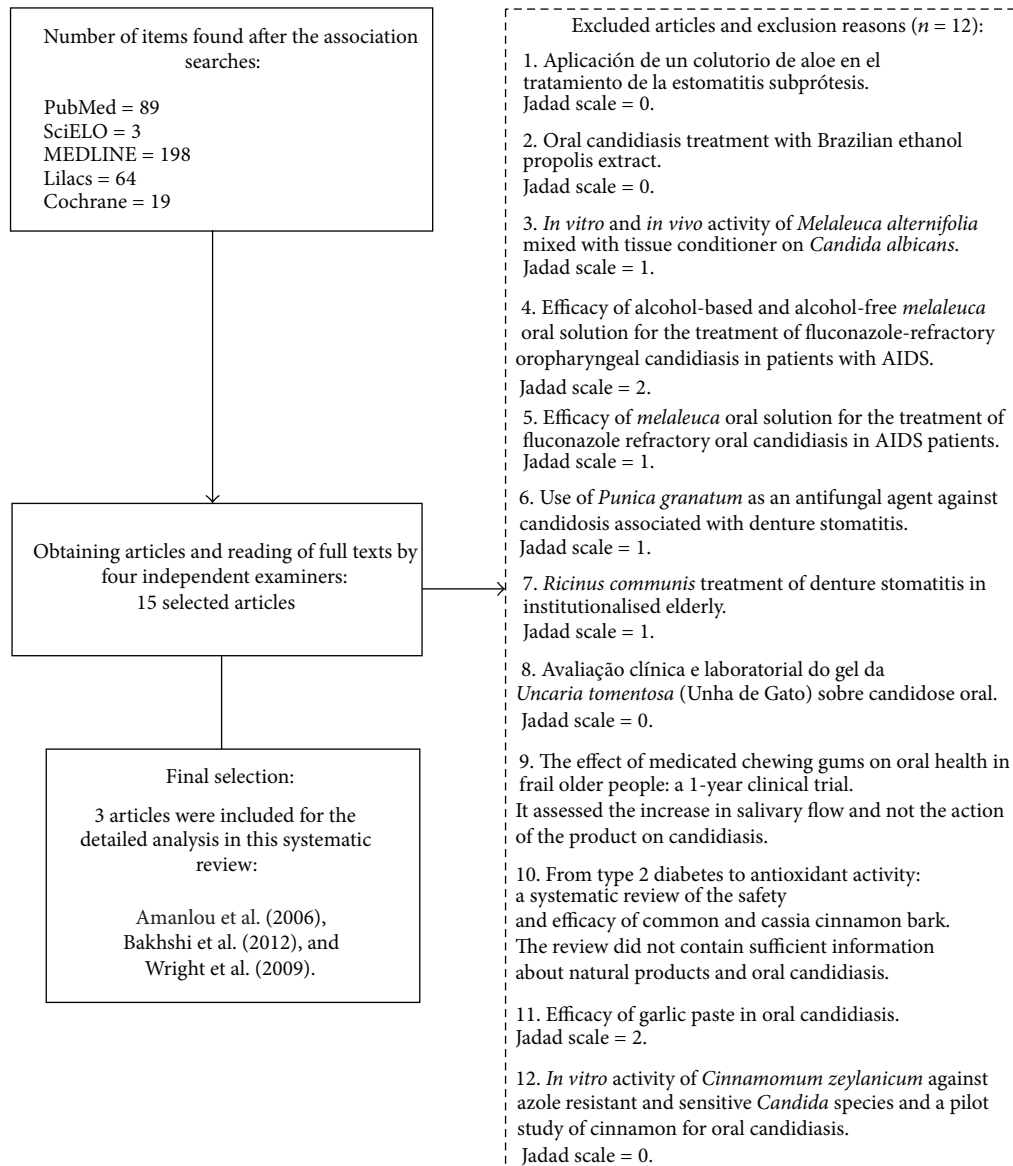 Number of items found after the association
searches:
PubMed = 89
SciELO = 3
MEDLINE = 198
Lilacs = 64
Cochrane = 19
Obtaining articles and reading of full texts by
four independent examiners:
15 selected articles
Final selection:
3 articles were included for the
detailed analysis in this systematic
review:
Amanlou et al. (2006),
Bakhshi et al. (2012), and
Wright et al. (2009).
Excluded articles and exclusion reasons (n = 12):
1. Aplicación de un colutorio de aloe en el
tratamiento de la estomatitis subprótesis.
Jadad scale = 0.
2. Oral candidiasis treatment with Brazilian ethanol
propolis extract.
Jadad scale = 0.
3. In vitro and in vivo activity of Melaleuca alternifolia
mixed with tissue conditioner on Candida albicans.
Jadad scale = 1.
4. Efficacy of alcohol-based and alcohol-free melaleuca
oral solution for the treatment of fluconazole-refractory
oropharyngeal candidiasis in patients with AIDS.
Jadad scale = 2.
5. Efficacy of melaleuca oral solution for the treatment of
fluconazole refractory oral candidiasis in AIDS patients.
Jadad scale = 1.
6. Use of Punica granatum as an antifungal agent against
candidosis associated with denture stomatitis.
Jadad scale = 1.
7. Ricinus communis treatment of denture stomatitis in
institutionalised elderly.
Jadad scale = 1.
8. Avaliação clínica e laboratorial do gel da
Uncaria tomentosa (Unha de Gato) sobre candidose oral.
Jadad scale = 0.
9. The effect of medicated chewing gums on oral health in
frail older people: a 1-year clinical trial.
It assessed the increase in salivary flow and not the action
of the product on candidiasis.
10. From type 2 diabetes to antioxidant activity:
a systematic review of the safety
and efficacy of common and cassia cinnamon bark.
The review did not contain sufficient information
about natural products and oral candidiasis.
11. Efficacy of garlic paste in oral candidiasis.
Jadad scale = 2.
12. In vitro activity of Cinnamomum zeylanicum against
azole resistant and sensitive Candida species and a pilot
study of cinnamon for oral candidiasis.
Jadad scale = 0.